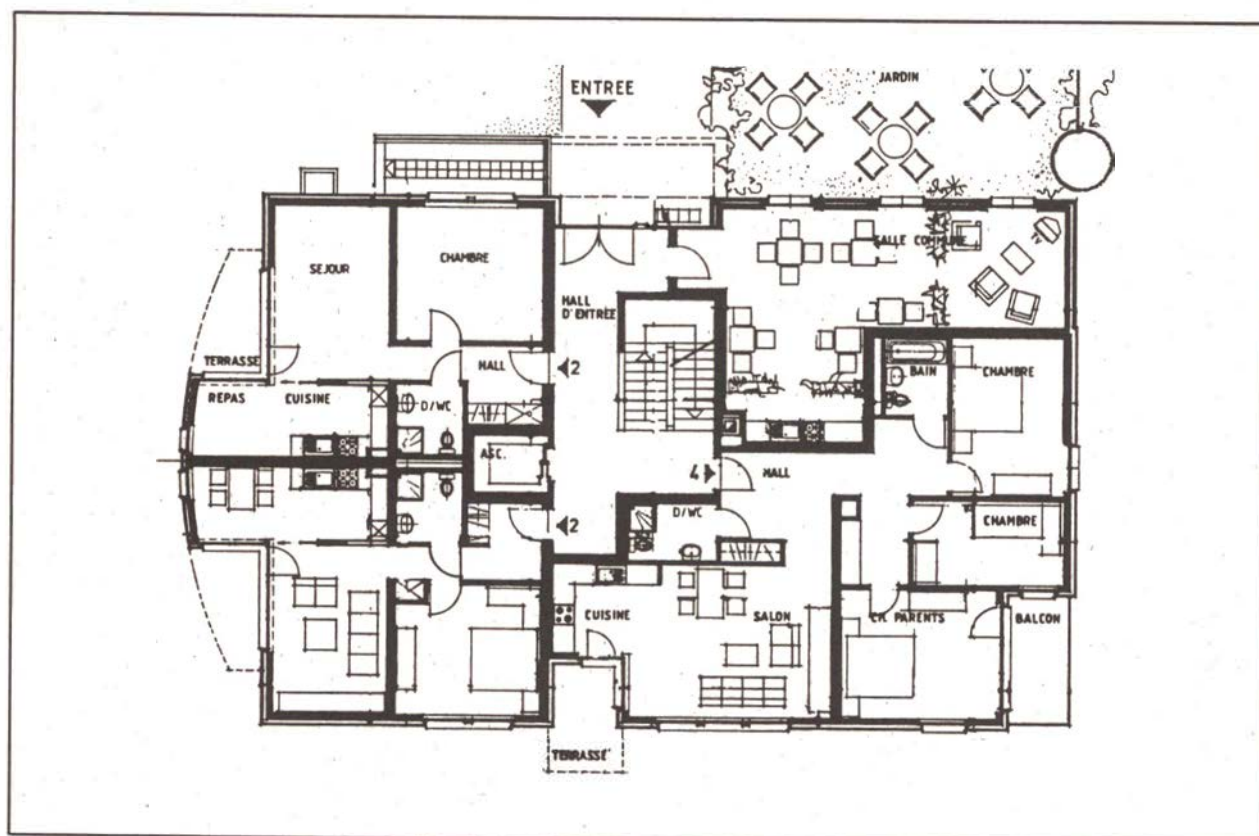 ENTREE
JARDIN
SEJOUR
CHAMBRE
SALLE COMMUNE
HALL
D'ENTRÉE
TERRASSE
HALL
2
REPAS
CUISINE
D/WC
BAIN
CHAMBRE
ASC.
4
HALL
2
D/WC
CHAMBRE
CUISINE
SALON
CH. PARENTS
BALCON
TERRASSE